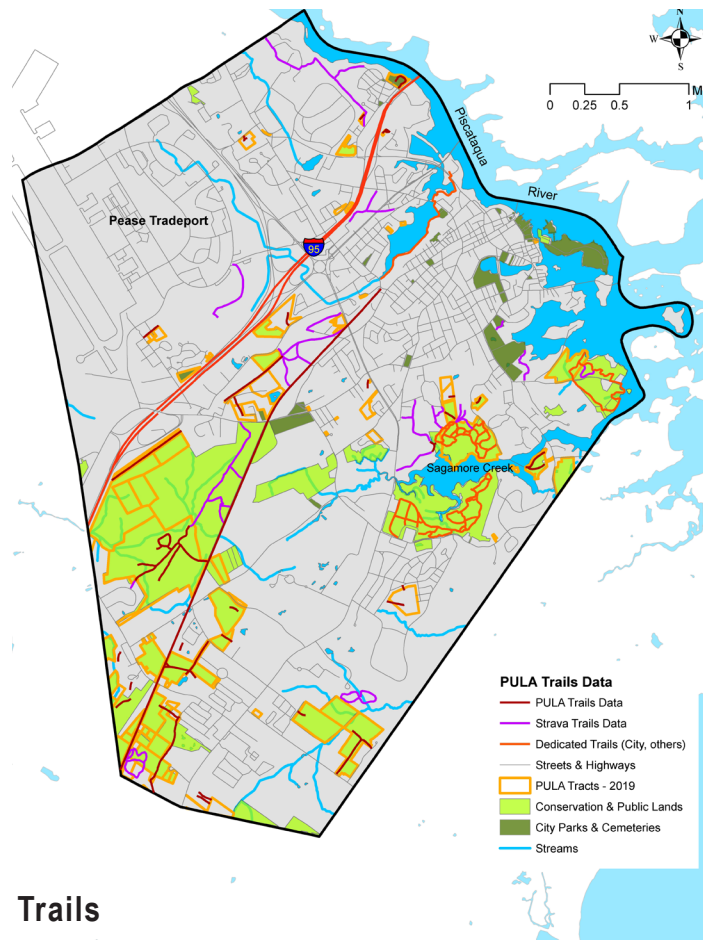 N
W E
S
M
0 0.25 0.5 1
Piscataqua
River
Pease Tradeport
95
Sagamore Creek
PULA Trails Data
PULA Trails Data
Strava Trails Data
Dedicated Trails (City, others)
Streets & Highways
PULA Tracts - 2019
Conservation & Public Lands
City Parks & Cemeteries
Streams
Trails